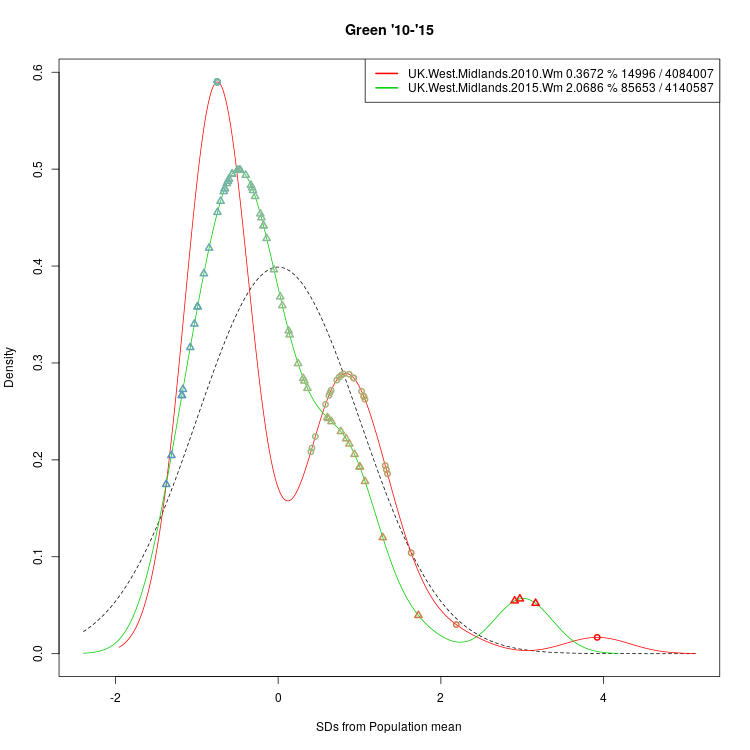 Green '10-'15
UK.West.Midlands.2010.Wm 0.3672 % 14996 / 4084007
UK.West.Midlands.2015.Wm 2.0686 % 85653 / 4140587
Density
0.6
0.5
0.4
0.3
0.2
0.1
0.0
-2 0 2 4
SDs from Population mean